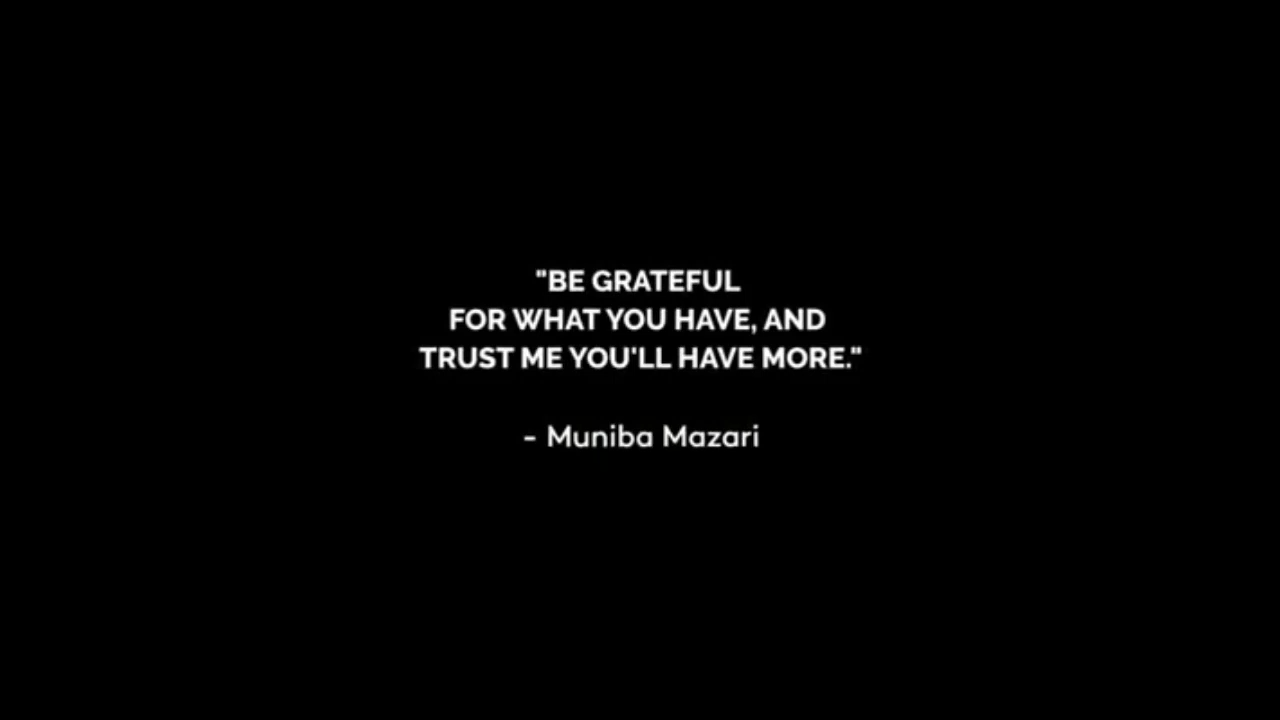 "BE GRATEFUL
FOR WHAT YOU HAVE, AND
TRUST ME YOU'LL HAVE MORE."
- Muniba Mazari